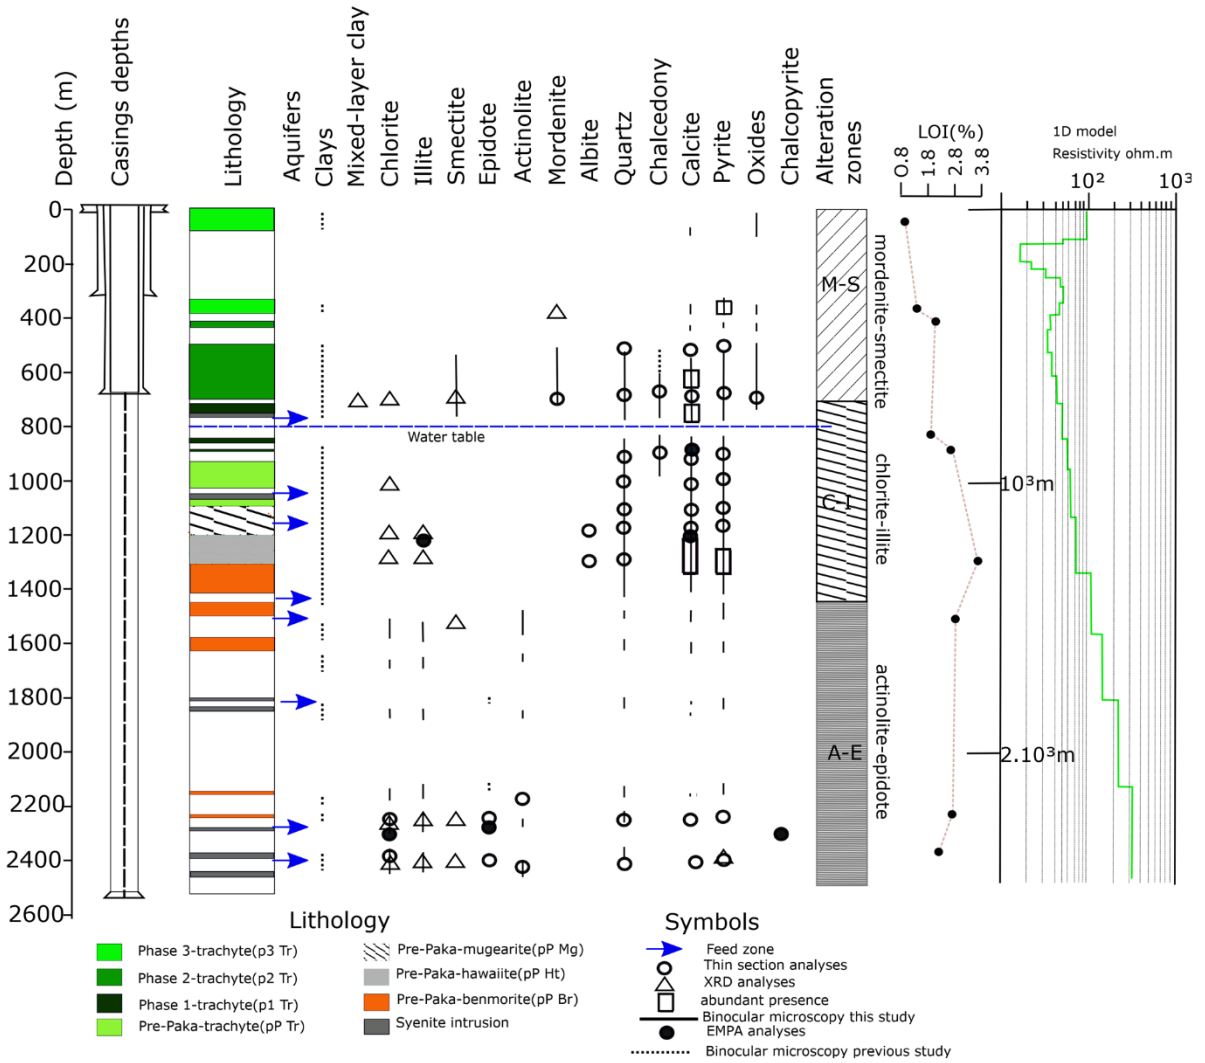 Depth (m)
Casings depths
Lithology
Aquifers
Clays
Mixed-layer clay
Chlorite
Illite
Smectite
Epidote
Actinolite
Mordenite
Albite
Quartz
Chalcedony
Calcite
Pyrite
Oxides
Chalcopyrite
Alteration
zones
LOI(%)
0.8
1.8
2.8
3.8
1D model
Resistivity ohm.m
10²
10³
0
200
400
600
800
1000
1200
1400
1600
1800
2000
2200
2400
2600
Water table
M-S
C-I
A-E
mordenite-smectite
chlorite-illite
actinolite-epidote
10³m
2.10³m
Lithology
Phase 3-trachyte(p3 Tr)
Phase 2-trachyte(p2 Tr)
Phase 1-trachyte(p1 Tr)
Pre-Paka-trachyte(pP Tr)
Pre-Paka-mugearite(pP Mg)
Pre-Paka-hawaiite(pP Ht)
Pre-Paka-benmorite(pP Br)
Syenite intrusion
Symbols
Feed zone
Thin section analyses
XRD analyses
abundant presence
Binocular microscopy this study
EMPA analyses
Binocular microscopy previous study